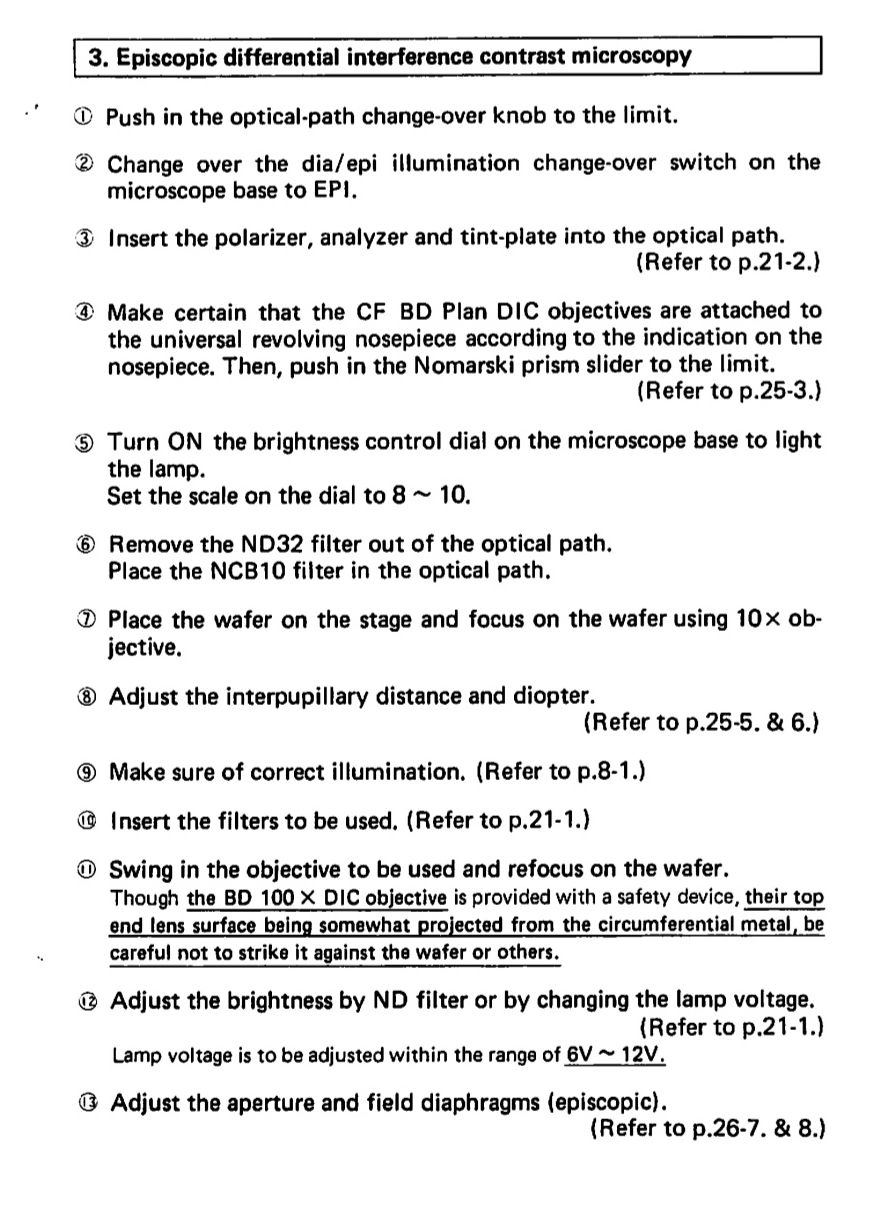 3. Episcopic differential interference contrast microscopy
① Push in the optical-path change-over knob to the limit.
② Change over the dia/epi illumination change-over switch on the
microscope base to EPI.
③ Insert the polarizer, analyzer and tint-plate into the optical path.
(Refer to p.21-2.)
④ Make certain that the CF BD Plan DIC objectives are attached to
the universal revolving nosepiece according to the indication on the
nosepiece. Then, push in the Nomarski prism slider to the limit.
(Refer to p.25-3.)
⑤ Turn ON the brightness control dial on the microscope base to light
the lamp.
Set the scale on the dial to 8 ~ 10.
⑥ Remove the ND32 filter out of the optical path.
Place the NCB10 filter in the optical path.
⑦ Place the wafer on the stage and focus on the wafer using 10× ob-
jective.
⑧ Adjust the interpupillary distance and diopter.
(Refer to p.25-5. & 6.)
⑨ Make sure of correct illumination. (Refer to p.8-1.)
⑩ Insert the filters to be used. (Refer to p.21-1.)
⑪ Swing in the objective to be used and refocus on the wafer.
Though the BD 100 × DIC objective is provided with a safety device, their top
end lens surface being somewhat projected from the circumferential metal, be
careful not to strike it against the wafer or others.
⑫ Adjust the brightness by ND filter or by changing the lamp voltage.
(Refer to p.21-1.)
Lamp voltage is to be adjusted within the range of 6V ~ 12V.
⑬ Adjust the aperture and field diaphragms (episcopic).
(Refer to p.26-7. & 8.)